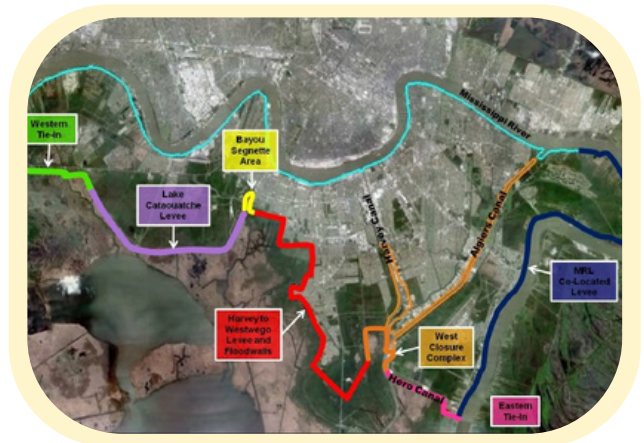 Mississippi River
Western
Tie-In
Bayou
Segnette
Area
Lake
Cataouatche
Levee
Harvey Canal
Algiers Canal
MRL
Co-Located
Levee
Harvey to
Westwego
Levee and
Floodwalls
West
Closure
Complex
Hero Canal
Eastern
Tie-In